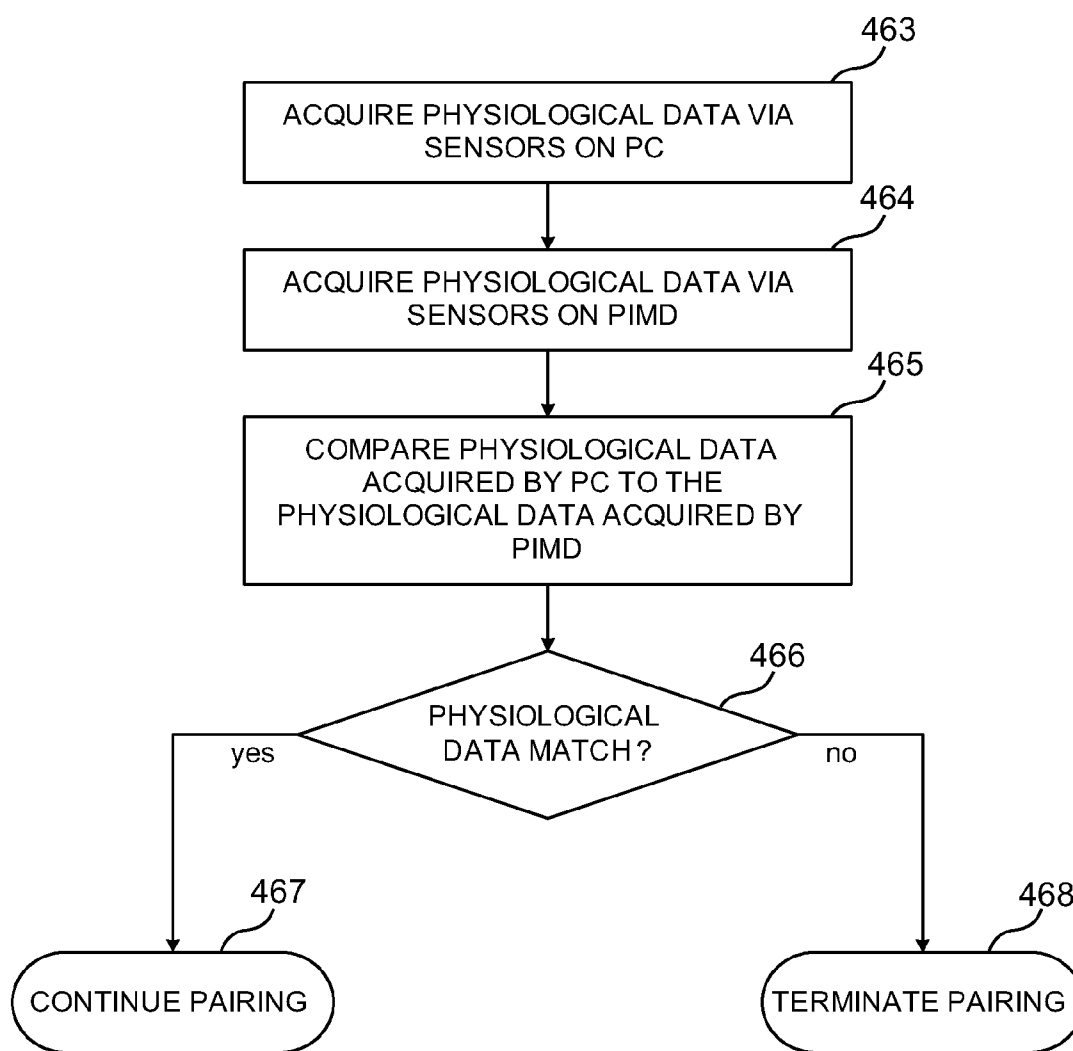 463
ACQUIRE PHYSIOLOGICAL DATA VIA
SENSORS ON PC
464
ACQUIRE PHYSIOLOGICAL DATA VIA
SENSORS ON PIMD
465
COMPARE PHYSIOLOGICAL DATA
ACQUIRED BY PC TO THE
PHYSIOLOGICAL DATA ACQUIRED BY
PIMD
466
PHYSIOLOGICAL
DATA MATCH?
yes
no
467
CONTINUE PAIRING
468
TERMINATE PAIRING